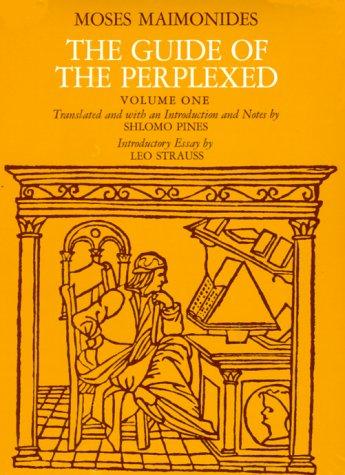 MOSES MAIMONIDES
THE GUIDE OF
THE PERPLEXED
VOLUME ONE
Translated and with an Introduction and Notes by
SHLOMO PINES
Introductory Essay by
LEO STRAUSS